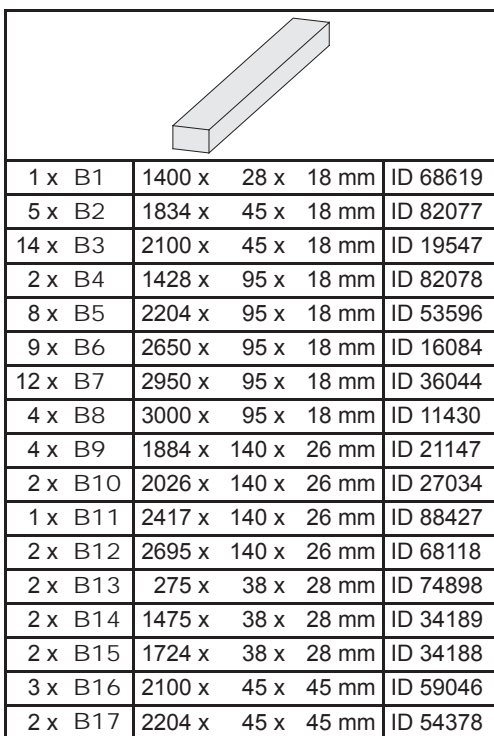 1 x B1 1400 x 28 x 18 mm ID 68619
5 x B2 1834 x 45 x 18 mm ID 82077
14 x B3 2100 x 45 x 18 mm ID 19547
2 x B4 1428 x 95 x 18 mm ID 82078
8 x B5 2204 x 95 x 18 mm ID 53596
9 x B6 2650 x 95 x 18 mm ID 16084
12 x B7 2950 x 95 x 18 mm ID 36044
4 x B8 3000 x 95 x 18 mm ID 11430
4 x B9 1884 x 140 x 26 mm ID 21147
2 x B10 2026 x 140 x 26 mm ID 27034
1 x B11 2417 x 140 x 26 mm ID 88427
2 x B12 2695 x 140 x 26 mm ID 68118
2 x B13 275 x 38 x 28 mm ID 74898
2 x B14 1475 x 38 x 28 mm ID 34189
2 x B15 1724 x 38 x 28 mm ID 34188
3 x B16 2100 x 45 x 45 mm ID 59046
2 x B17 2204 x 45 x 45 mm ID 54378